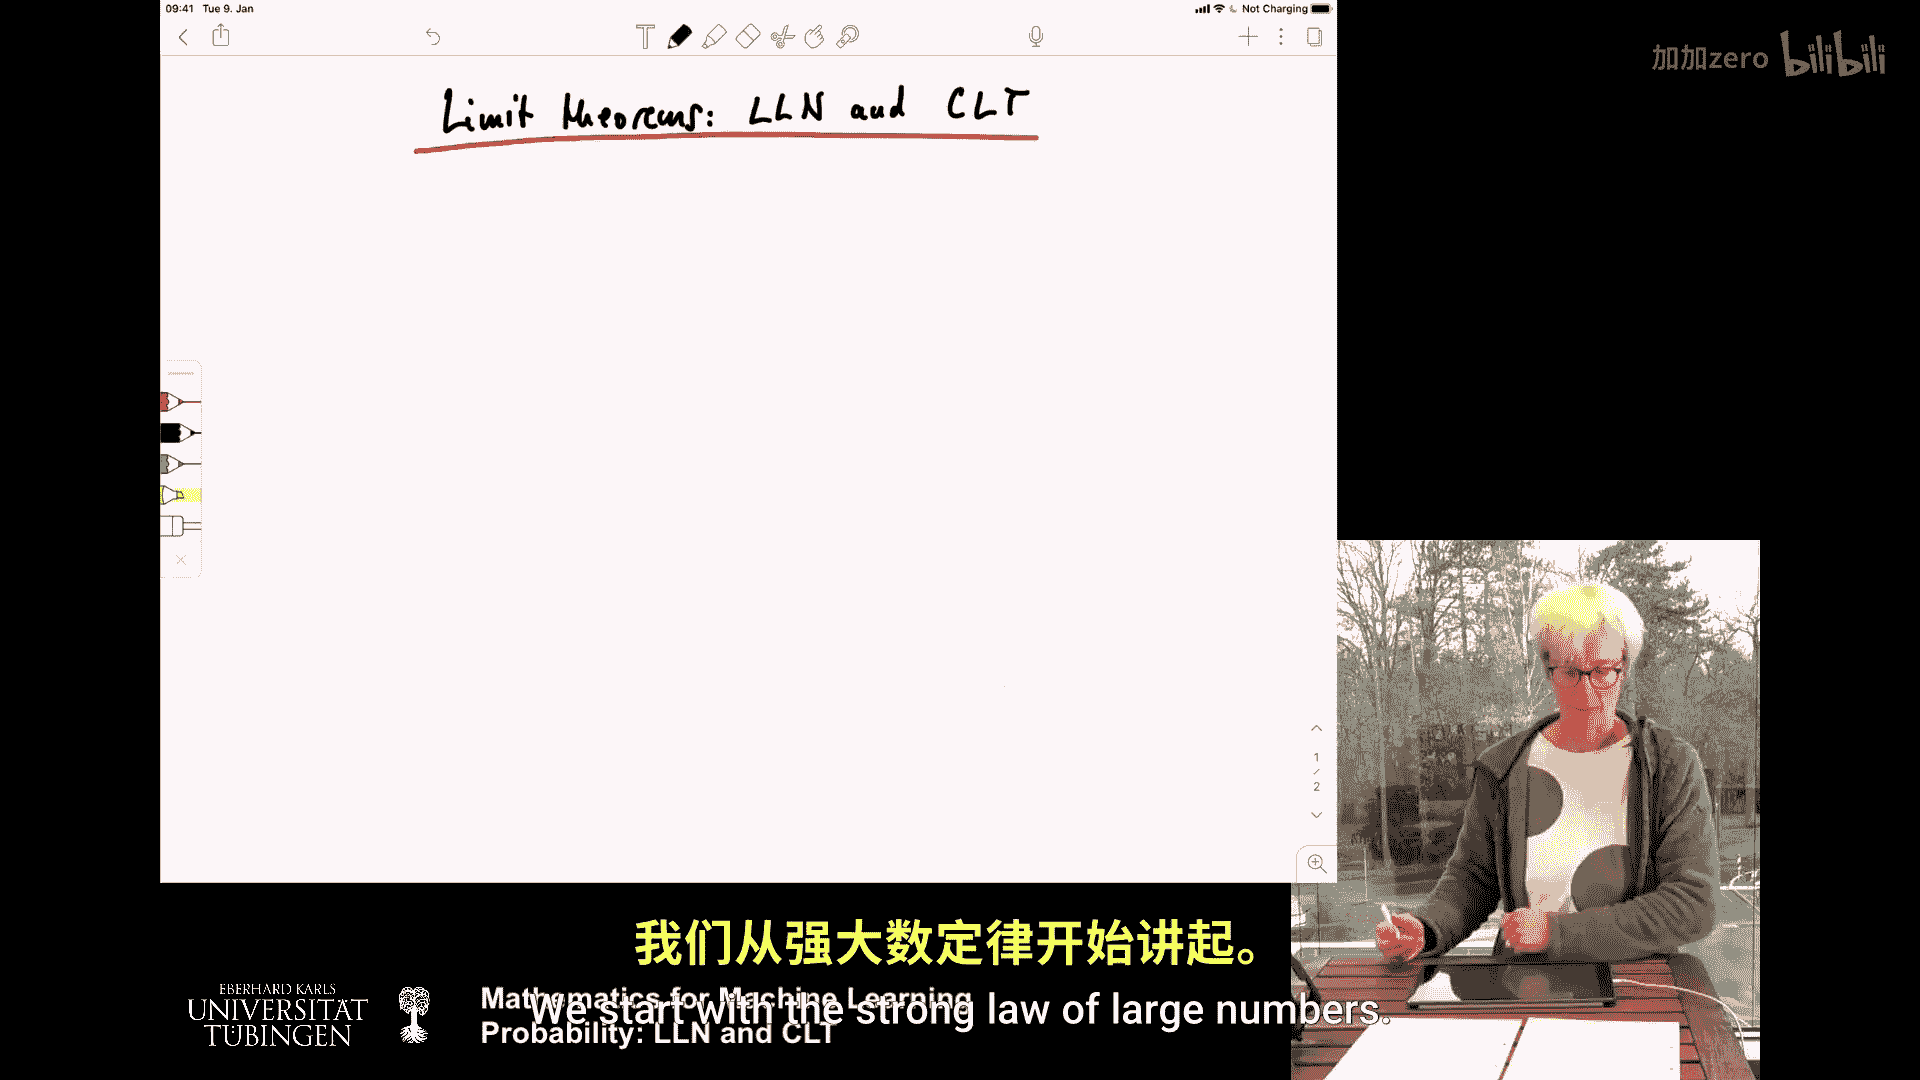 09:41 Tue 9. Jan
Not Charging
加加zero bilibili
Limit theorems: LLN and CLT
1
/
2
我们从强大数定律开始讲起。
We start with the strong law of large numbers.
EBERHARD KARLS
UNIVERSITÄT
TÜBINGEN
Mathematics for Machine Learning
Probability: LLN and CLT